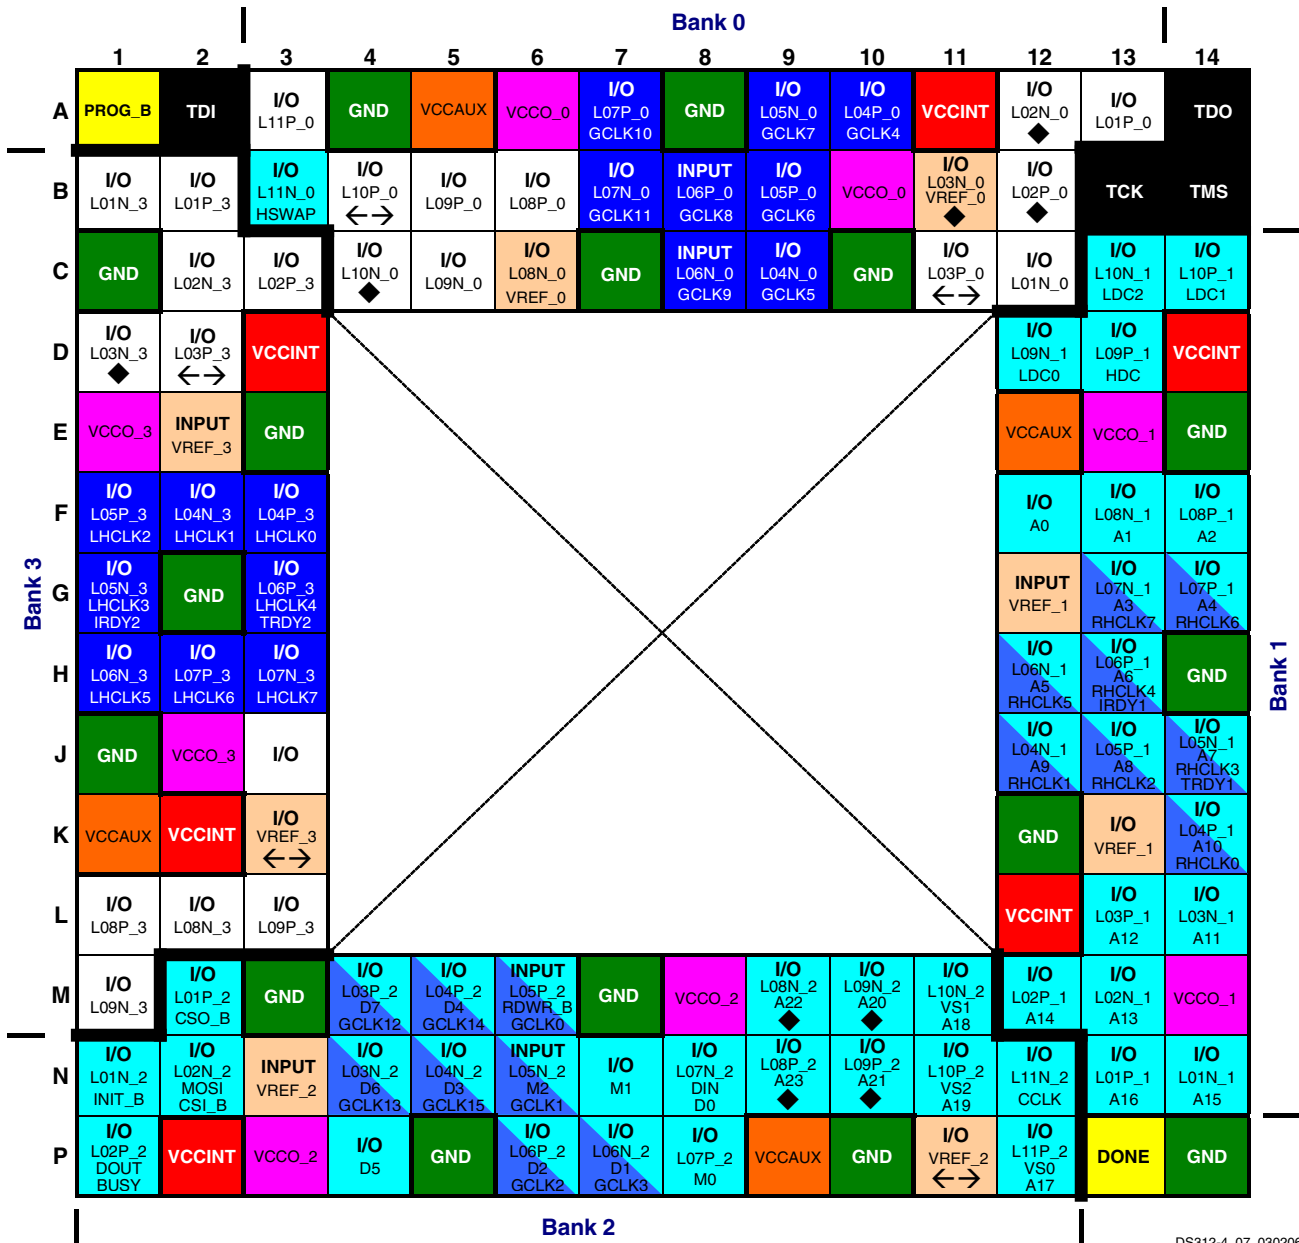 Bank 0
1 2 3 4 5 6 7 8 9 10 11 12 13 14
A
PROG_B
TDI
I/O
L11P_0
GND
VCCAUX
VCCO_0
I/O
L07P_0
GCLK10
GND
I/O
L05N_0
GCLK7
I/O
L04P_0
GCLK4
VCCINT
I/O
L02N_0
◆
I/O
L01P_0
TDO
B
I/O
L01N_3
I/O
L01P_3
I/O
L11N_0
HSWAP
I/O
L10P_0
←→
I/O
L09P_0
I/O
L08P_0
I/O
L07N_0
GCLK11
INPUT
L06P_0
GCLK8
I/O
L05P_0
GCLK6
VCCO_0
I/O
L03N_0
VREF_0
◆
I/O
L02P_0
◆
TCK
TMS
C
GND
I/O
L02N_3
I/O
L02P_3
I/O
L10N_0
◆
I/O
L09N_0
I/O
L08N_0
VREF_0
GND
INPUT
L06N_0
GCLK9
I/O
L04N_0
GCLK5
GND
I/O
L03P_0
←→
I/O
L01N_0
I/O
L10N_1
LDC2
I/O
L10P_1
LDC1
D
I/O
L03N_3
◆
I/O
L03P_3
←→
VCCINT
I/O
L09N_1
LDC0
I/O
L09P_1
HDC
VCCINT
E
VCCO_3
INPUT
VREF_3
GND
VCCAUX
VCCO_1
GND
F
I/O
L05P_3
LHCLK2
I/O
L04N_3
LHCLK1
I/O
L04P_3
LHCLK0
I/O
A0
I/O
L08N_1
A1
I/O
L08P_1
A2
Bank 3
G
I/O
L05N_3
LHCLK3
IRDY2
GND
I/O
L06P_3
LHCLK4
TRDY2
INPUT
VREF_1
I/O
L07N_1
A3
RHCLK7
I/O
L07P_1
A4
RHCLK6
H
I/O
L06N_3
LHCLK5
I/O
L07P_3
LHCLK6
I/O
L07N_3
LHCLK7
I/O
L06N_1
A5
RHCLK5
I/O
L06P_1
A6
RHCLK4
IRDY1
GND
Bank 1
J
GND
VCCO_3
I/O
I/O
L04N_1
A9
RHCLK1
I/O
L05P_1
A8
RHCLK2
I/O
L05N_1
A7
RHCLK3
TRDY1
K
VCCAUX
VCCINT
I/O
VREF_3
←→
GND
I/O
VREF_1
I/O
L04P_1
A10
RHCLK0
L
I/O
L08P_3
I/O
L08N_3
I/O
L09P_3
VCCINT
I/O
L03P_1
A12
I/O
L03N_1
A11
M
I/O
L09N_3
I/O
L01P_2
CSO_B
GND
I/O
L03P_2
D7
GCLK12
I/O
L04P_2
D4
GCLK14
INPUT
L05P_2
RDWR_B
GCLK0
GND
VCCO_2
I/O
L08N_2
A22
◆
I/O
L09N_2
A20
◆
I/O
L10N_2
VS1
A18
I/O
L02P_1
A14
I/O
L02N_1
A13
VCCO_1
N
I/O
L01N_2
INIT_B
I/O
L02N_2
MOSI
CSI_B
INPUT
VREF_2
I/O
L03N_2
D6
GCLK13
I/O
L04N_2
D3
GCLK15
INPUT
L05N_2
M2
GCLK1
I/O
M1
I/O
L07N_2
DIN
D0
I/O
L08P_2
A23
◆
I/O
L09P_2
A21
◆
I/O
L10P_2
VS2
A19
I/O
L11N_2
CCLK
I/O
L01P_1
A16
I/O
L01N_1
A15
P
I/O
L02P_2
DOUT
BUSY
VCCINT
VCCO_2
I/O
D5
GND
I/O
L06P_2
D2
GCLK2
I/O
L06N_2
D1
GCLK3
I/O
L07P_2
M0
VCCAUX
GND
I/O
VREF_2
←→
I/O
L11P_2
VS0
A17
DONE
GND
Bank 2
DS312-4_07_030206